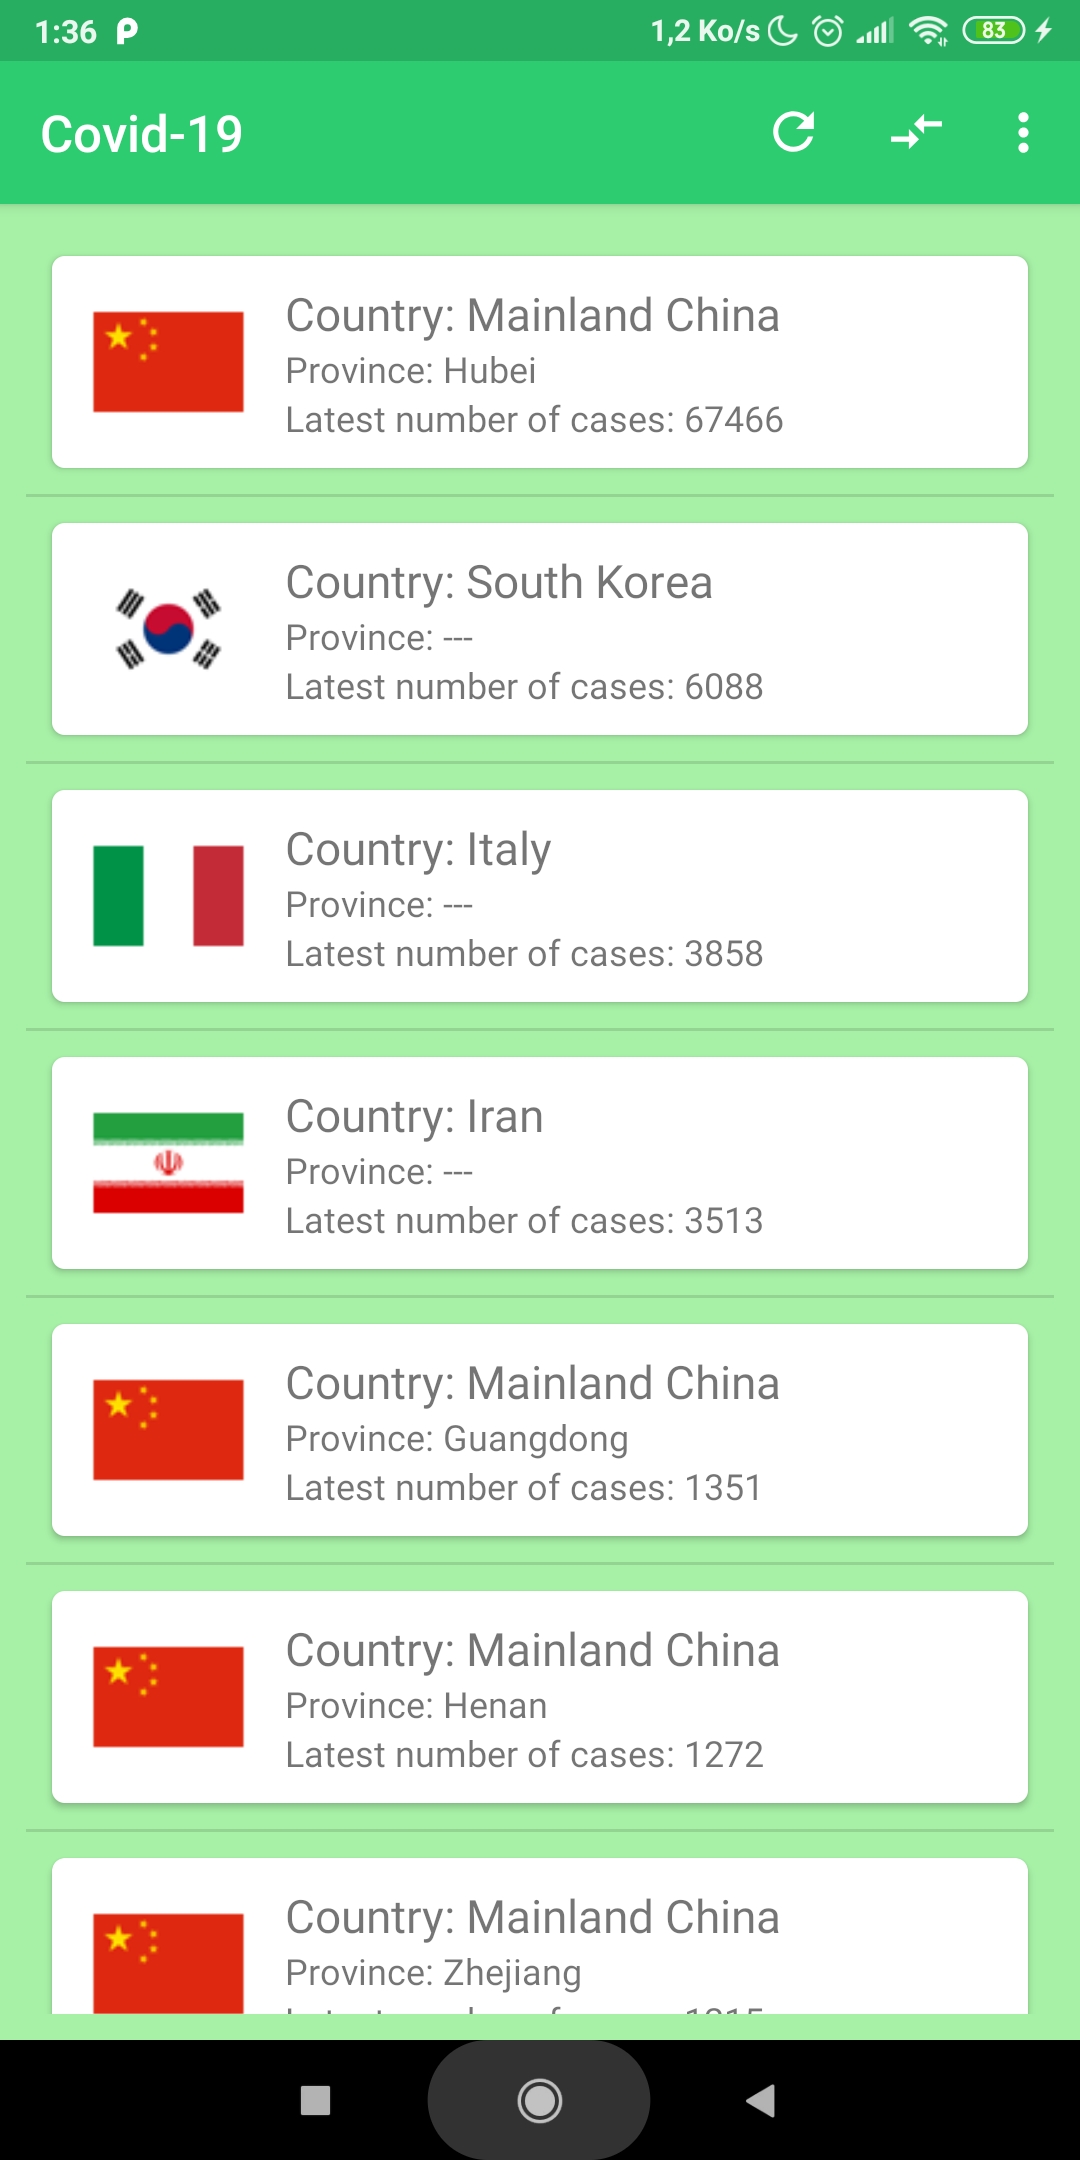 1:36 1,2 Ko/s 83
Covid-19
Country: Mainland China
Province: Hubei
Latest number of cases: 67466
Country: South Korea
Province: ---
Latest number of cases: 6088
Country: Italy
Province: ---
Latest number of cases: 3858
Country: Iran
Province: ---
Latest number of cases: 3513
Country: Mainland China
Province: Guangdong
Latest number of cases: 1351
Country: Mainland China
Province: Henan
Latest number of cases: 1272
Country: Mainland China
Province: Zhejiang